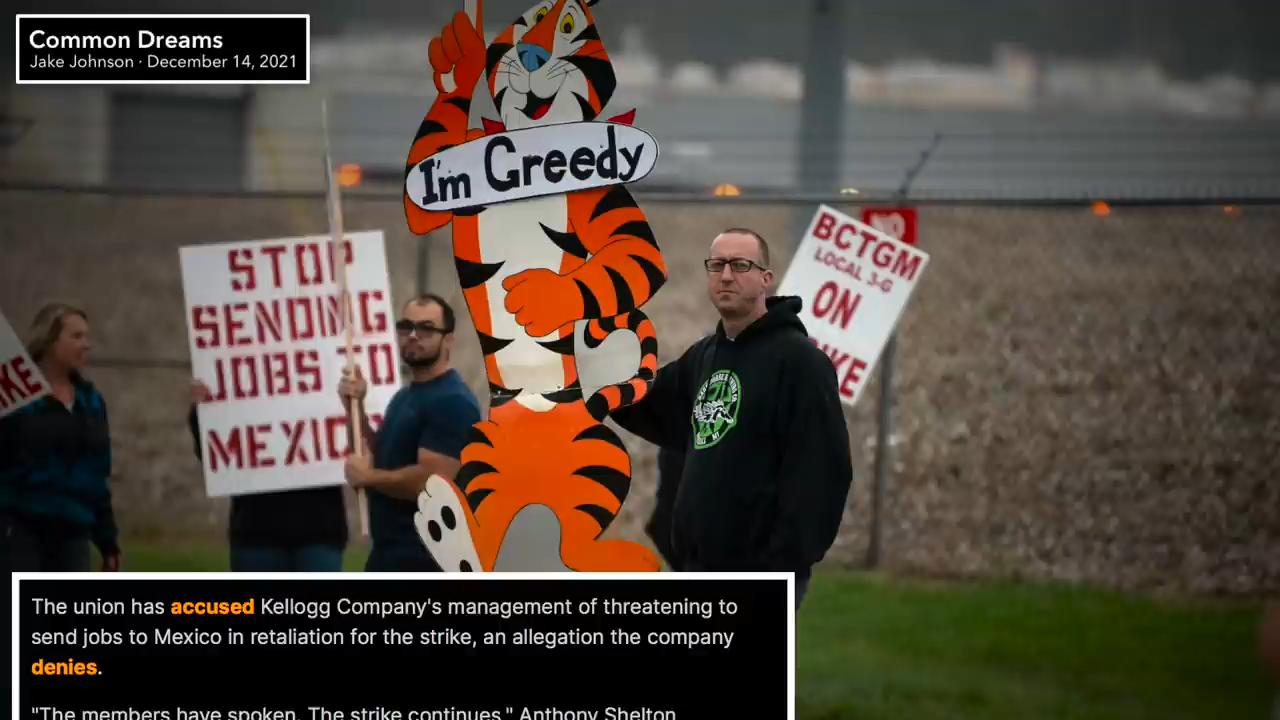 Common Dreams
Jake Johnson · December 14, 2021
I'm Greedy
STOP
SENDING
JOBS TO
MEXICO
BCTGM
LOCAL 3-G
ON
IKE
KE
The union has accused Kellogg Company's management of threatening to
send jobs to Mexico in retaliation for the strike, an allegation the company
denies.
"The members have spoken. The strike continues," Anthony Shelton